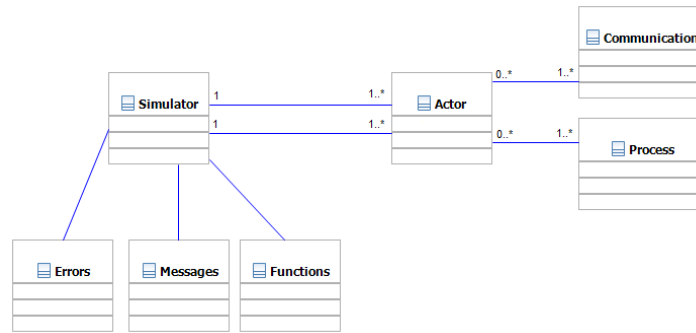 Communication
0..*
1..*
Simulator
1
1..*
Actor
1
1..*
0..*
1..*
Process
Errors
Messages
Functions